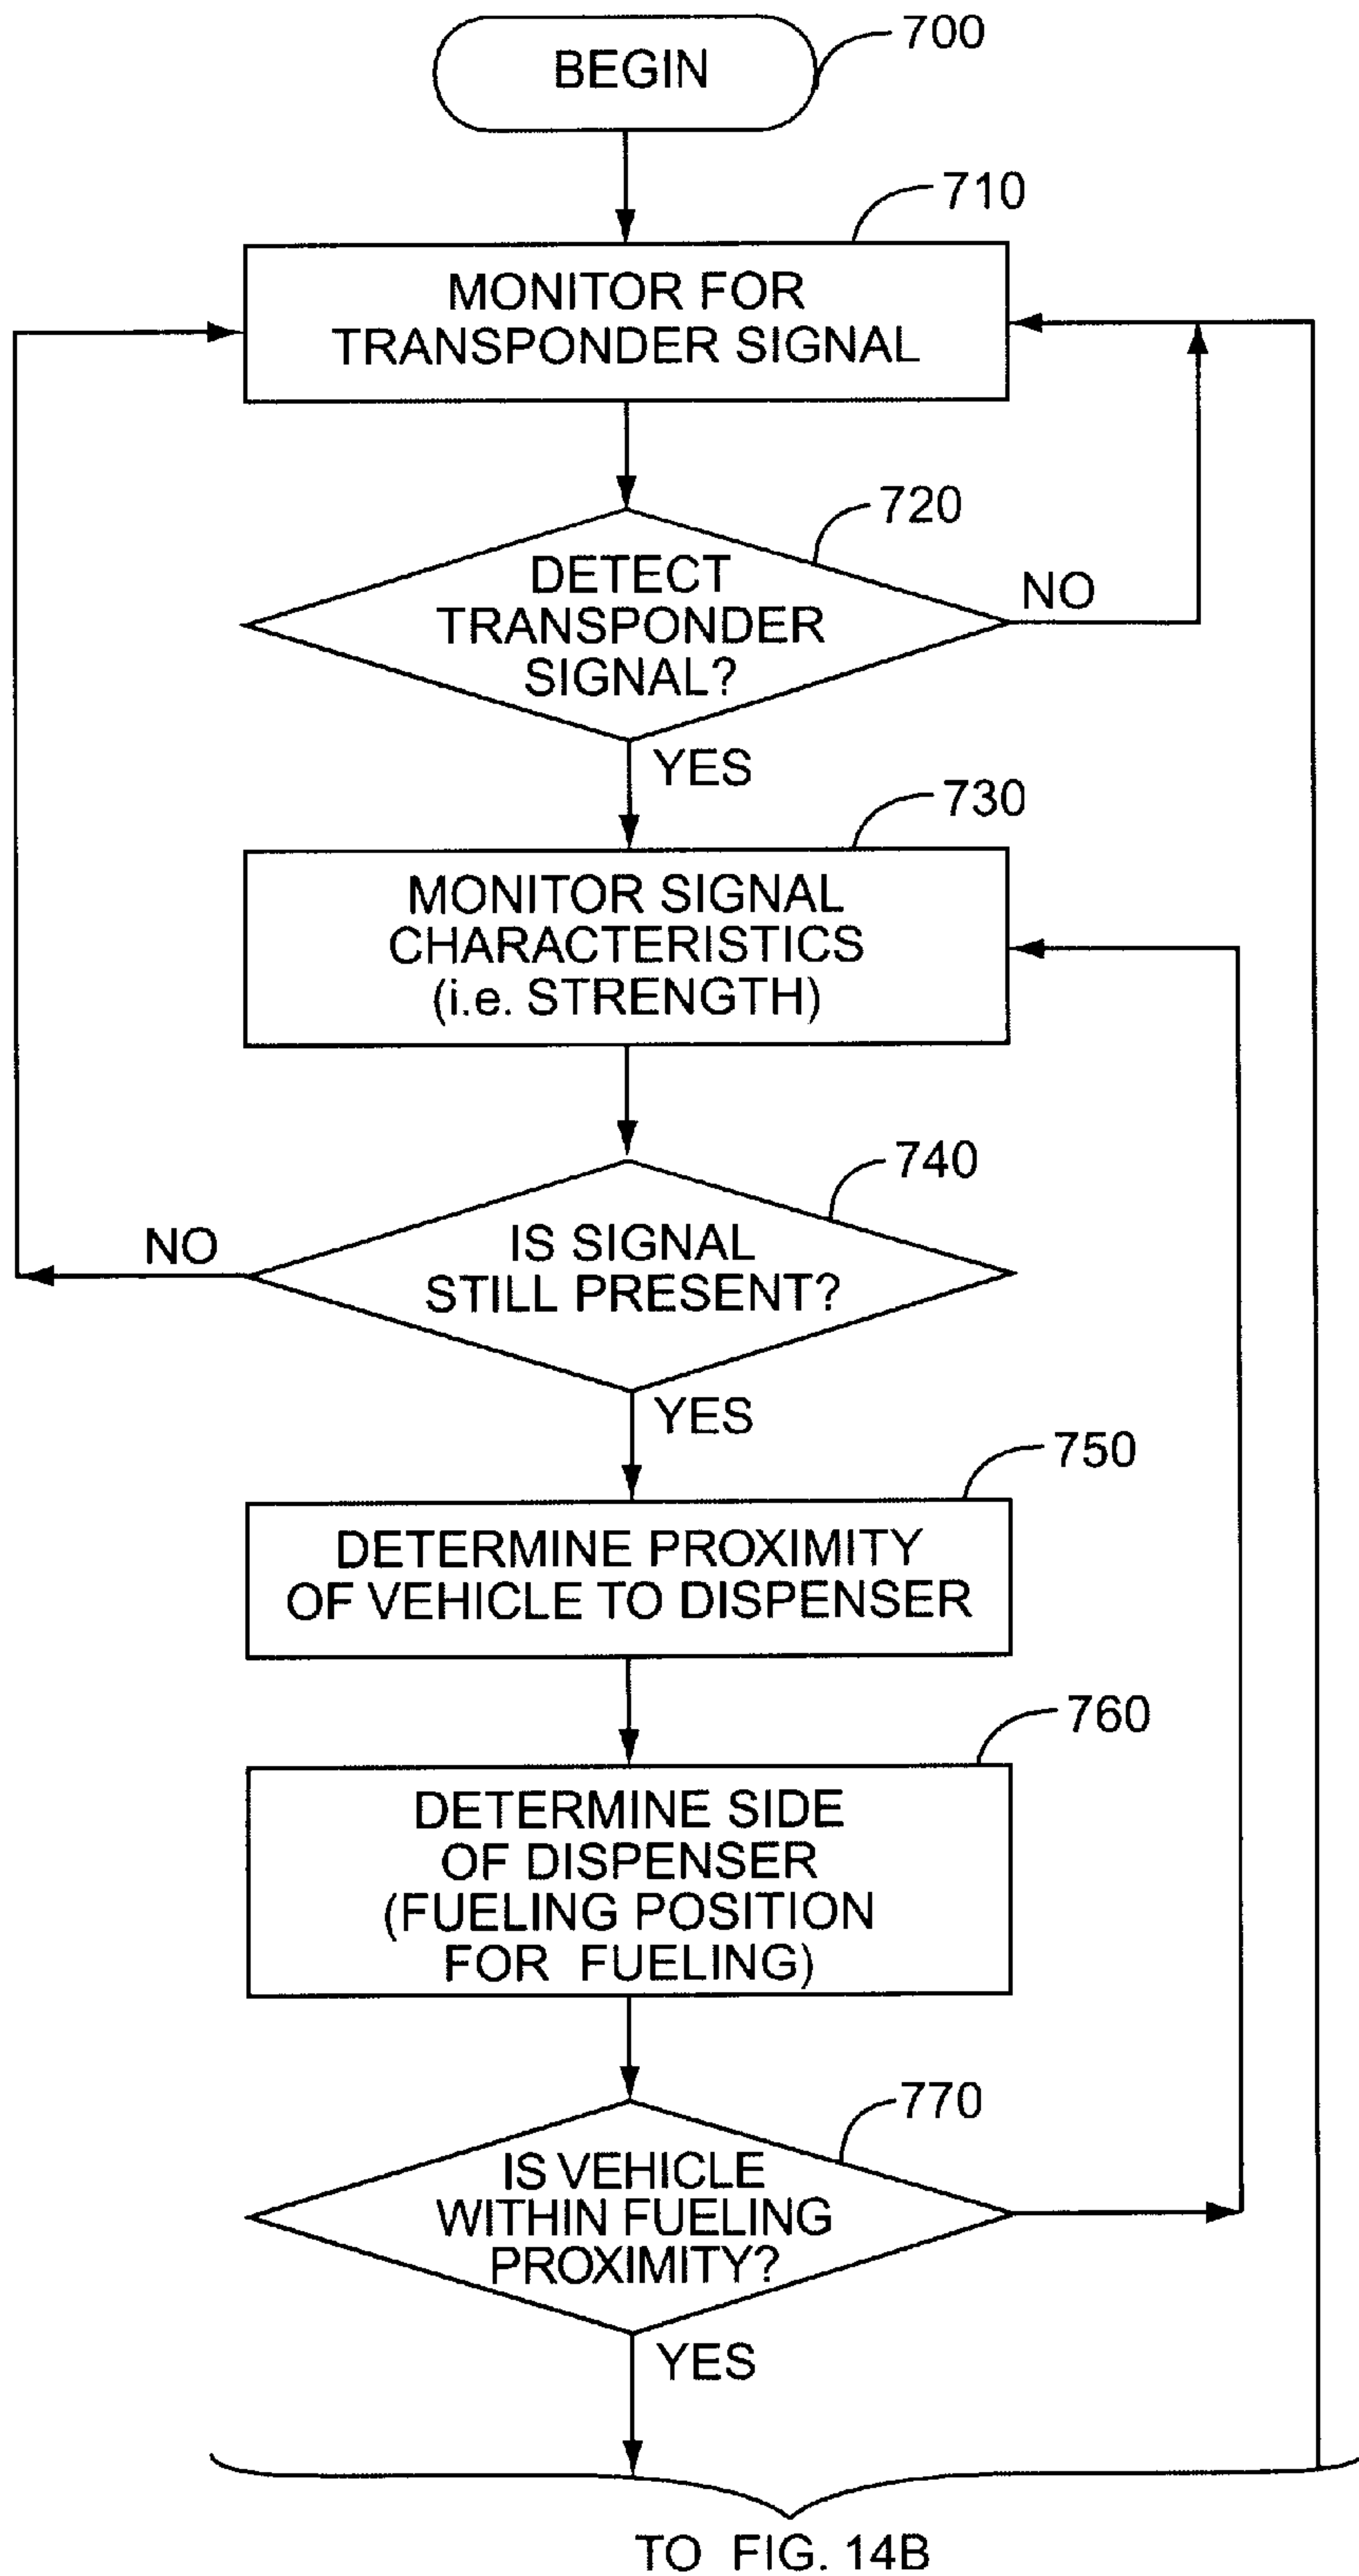 BEGIN
700
710
MONITOR FOR
TRANSPONDER SIGNAL
720
DETECT
TRANSPONDER
SIGNAL?
NO
YES
730
MONITOR SIGNAL
CHARACTERISTICS
(i.e. STRENGTH)
740
IS SIGNAL
STILL PRESENT?
NO
YES
750
DETERMINE PROXIMITY
OF VEHICLE TO DISPENSER
760
DETERMINE SIDE
OF DISPENSER
(FUELING POSITION
FOR FUELING)
770
IS VEHICLE
WITHIN FUELING
PROXIMITY?
YES
TO FIG. 14B